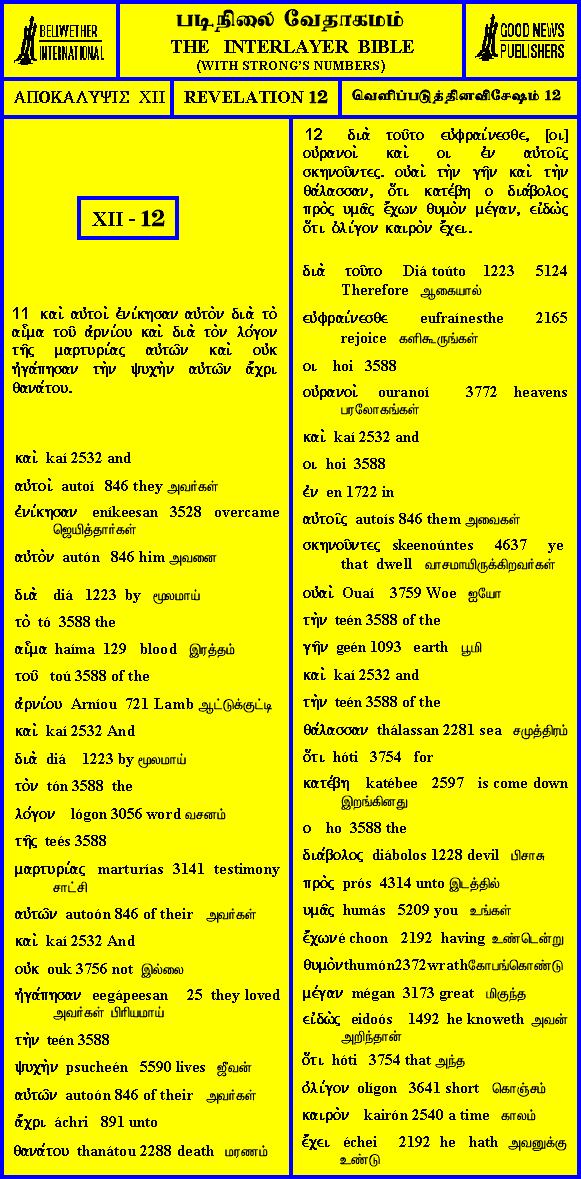 BELLWETHER
INTERNATIONAL
படிநிலை வேதாகமம்
THE INTERLAYER BIBLE
(WITH STRONG'S NUMBERS)
GOOD NEWS
PUBLISHERS
ΑΠΟΚΑΛΥΨΙΣ XII
REVELATION 12
வெளிப்படுத்தினவிசேஷம் 12
XII - 12
11 καὶ αὐτοὶ ἐνίκησαν αὐτὸν διὰ τὸ
αἷμα τοῦ ἀρνίου καὶ διὰ τὸν λόγον
τῆς μαρτυρίας αὐτῶν καὶ οὐκ
ἠγάπησαν τὴν ψυχὴν αὐτῶν ἄχρι
θανάτου.
καὶ kaí 2532 and
αὐτοὶ autoí 846 they அவர்கள்
ἐνίκησαν eníkeesan 3528 overcame
ஜெயித்தார்கள்
αὐτὸν autón 846 him அவனை
διὰ diá 1223 by மூலமாய்
τὸ tó 3588 the
αἷμα haíma 129 blood இரத்தம்
τοῦ toú 3588 of the
ἀρνίου Arníou 721 Lamb ஆட்டுக்குட்டி
καὶ kaí 2532 And
διὰ diá 1223 by மூலமாய்
τὸν tón 3588 the
λόγον lógon 3056 word வசனம்
τῆς teés 3588
μαρτυρίας marturías 3141 testimony
சாட்சி
αὐτῶν autoón 846 of their அவர்கள்
καὶ kaí 2532 And
οὐκ ouk 3756 not இல்லை
ἠγάπησαν eegápeesan 25 they loved
அவர்கள் பிரியமாய்
τὴν teén 3588
ψυχὴν psucheén 5590 lives ஜீவன்
αὐτῶν autoón 846 of their அவர்கள்
ἄχρι áchri 891 unto
θανάτου thanátou 2288 death மரணம்
12 διὰ τοῦτο εὐφραίνεσθε, [οι]
οὐρανοὶ καὶ οι ἐν αὐτοῖς
σκηνοῦντες. οὐαὶ τὴν γῆν καὶ τὴν
θάλασσαν, ὅτι κατέβη ο διάβολος
πρὸς υμᾶς ἔχων θυμὸν μέγαν, εἰδὼς
ὅτι ὀλίγον καιρὸν ἔχει.
διὰ τοῦτο Diá toúto 1223 5124
Therefore ஆகையால்
εὐφραίνεσθε eufraínesthe 2165
rejoice களிகூருங்கள்
οι hoi 3588
οὐρανοὶ ouranoí 3772 heavens
பரலோகங்கள்
καὶ kaí 2532 and
οι hoi 3588
ἐν en 1722 in
αὐτοῖς autoís 846 them அவைகள்
σκηνοῦντες skeenoúntes 4637 ye
that dwell வாசமாயிருக்கிறவர்கள்
οὐαὶ Ouaí 3759 Woe ஐயோ
τὴν teén 3588 of the
γῆν geén 1093 earth பூமி
καὶ kaí 2532 and
τὴν teén 3588 of the
θάλασσαν thálassan 2281 sea சமுத்திரம்
ὅτι hóti 3754 for
κατέβη katébee 2597 is come down
இறங்கினது
ο ho 3588 the
διάβολος diábolos 1228 devil பிசாசு
πρὸς prós 4314 unto இடத்தில்
υμᾶς humás 5209 you உங்கள்
ἔχωνé choon 2192 having உண்டென்று
θυμὸνthumón2372wrathகோபங்கொண்டு
μέγαν mégan 3173 great மிகுந்த
εἰδὼς eidoós 1492 he knoweth அவன்
அறிந்தான்
ὅτι hóti 3754 that அந்த
ὀλίγον olígon 3641 short கொஞ்சம்
καιρὸν kairón 2540 a time காலம்
ἔχει échei 2192 he hath அவனுக்கு
உண்டு